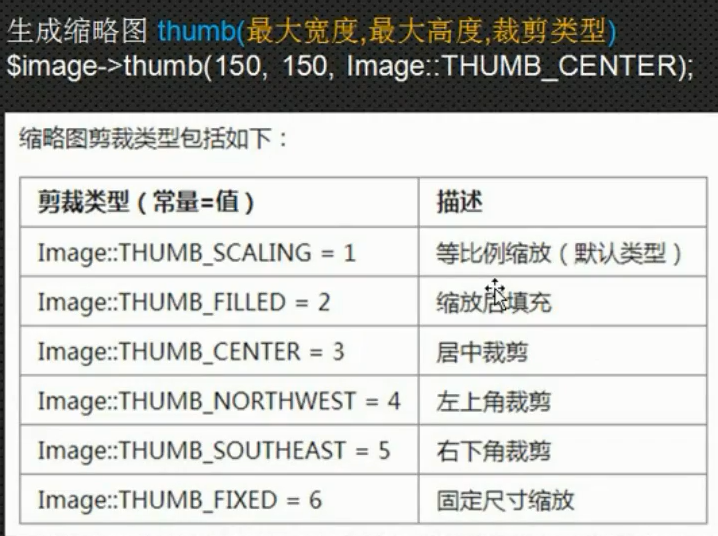 生成缩略图 thumb(最大宽度,最大高度,裁剪类型)
$image->thumb(150, 150, Image::THUMB_CENTER);
缩略图剪裁类型包括如下：
剪裁类型（常量=值） 描述
Image::THUMB_SCALING = 1 等比例缩放（默认类型）
Image::THUMB_FILLED = 2 缩放后填充
Image::THUMB_CENTER = 3 居中裁剪
Image::THUMB_NORTHWEST = 4 左上角裁剪
Image::THUMB_SOUTHEAST = 5 右下角裁剪
Image::THUMB_FIXED = 6 固定尺寸缩放